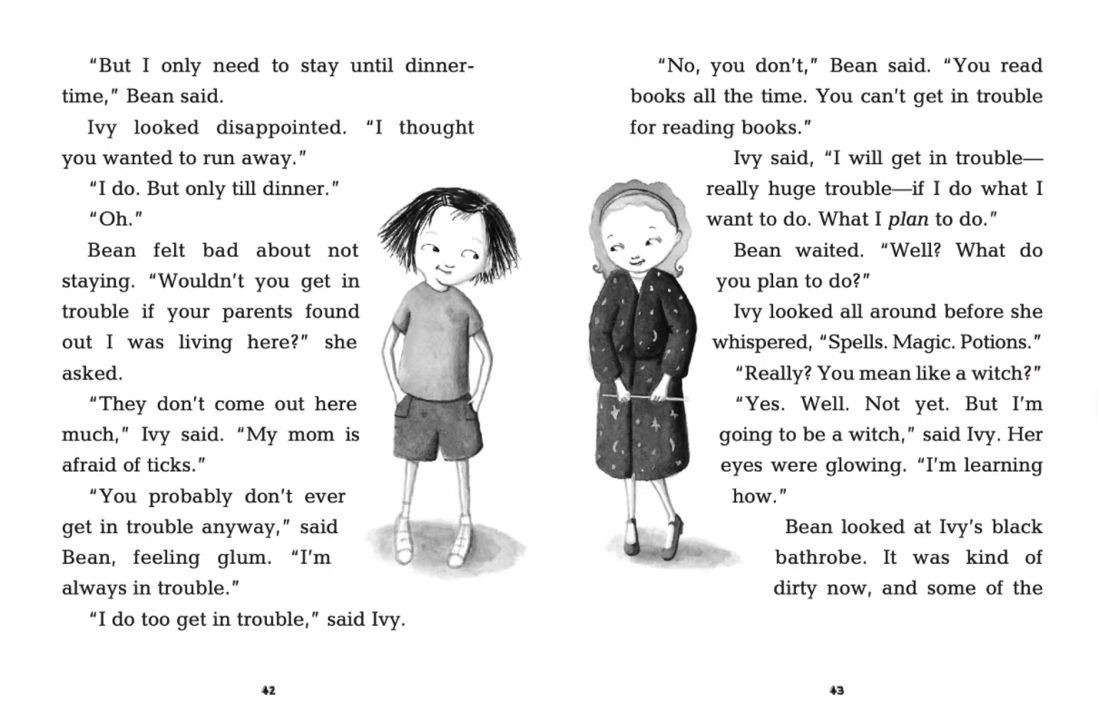 “But I only need to stay until dinner-
time,” Bean said.
Ivy looked disappointed. “I thought
you wanted to run away.”
“I do. But only till dinner.”
“Oh.”
Bean felt bad about not
staying. “Wouldn’t you get in
trouble if your parents found
out I was living here?” she
asked.
“They don’t come out here
much,” Ivy said. “My mom is
afraid of ticks.”
“You probably don’t ever
get in trouble anyway,” said
Bean, feeling glum. “I’m
always in trouble.”
“I do too get in trouble,” said Ivy.
42
“No, you don’t,” Bean said. “You read
books all the time. You can’t get in trouble
for reading books.”
Ivy said, “I will get in trouble—
really huge trouble—if I do what I
want to do. What I plan to do.”
Bean waited. “Well? What do
you plan to do?”
Ivy looked all around before she
whispered, “Spells. Magic. Potions.”
“Really? You mean like a witch?”
“Yes. Well. Not yet. But I’m
going to be a witch,” said Ivy. Her
eyes were glowing. “I’m learning
how.”
Bean looked at Ivy’s black
bathrobe. It was kind of
dirty now, and some of the
43